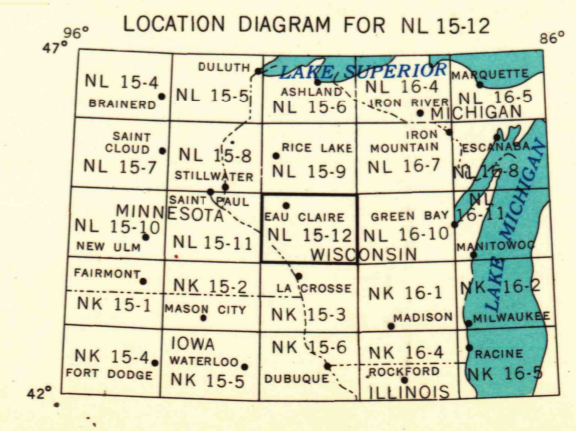 LOCATION DIAGRAM FOR NL 15-12
96°
86°
47°
DULUTH
LAKE SUPERIOR
NL 16-4
MARQUETTE
NL 15-4
NL 15-5
ASHLAND
NL 16-5
BRAINERD
NL 15-6
IRON RIVER
MICHIGAN
SAINT
CLOUD
NL 15-8
RICE LAKE
IRON
MOUNTAIN
ESCANABA
NL 15-7
STILLWATER
NL 15-9
NL 16-7
NL 16-8
SAINT PAUL
NL
16-11
MINNESOTA
EAU CLAIRE
GREEN BAY
NL 15-10
NL 15-11
NL 15-12
NL 16-10
NEW ULM
WISCONSIN
MANITOWOC
LAKE MICHIGAN
FAIRMONT
NK 15-2
LA CROSSE
NK 16-1
NK 16-2
NK 15-1
MASON CITY
NK 15-3
MADISON
MILWAUKEE
NK 15-4
IOWA
NK 15-6
NK 16-4
RACINE
FORT DODGE
WATERLOO
NK 15-5
DUBUQUE
ROCKFORD
NK 16-5
ILLINOIS
42°